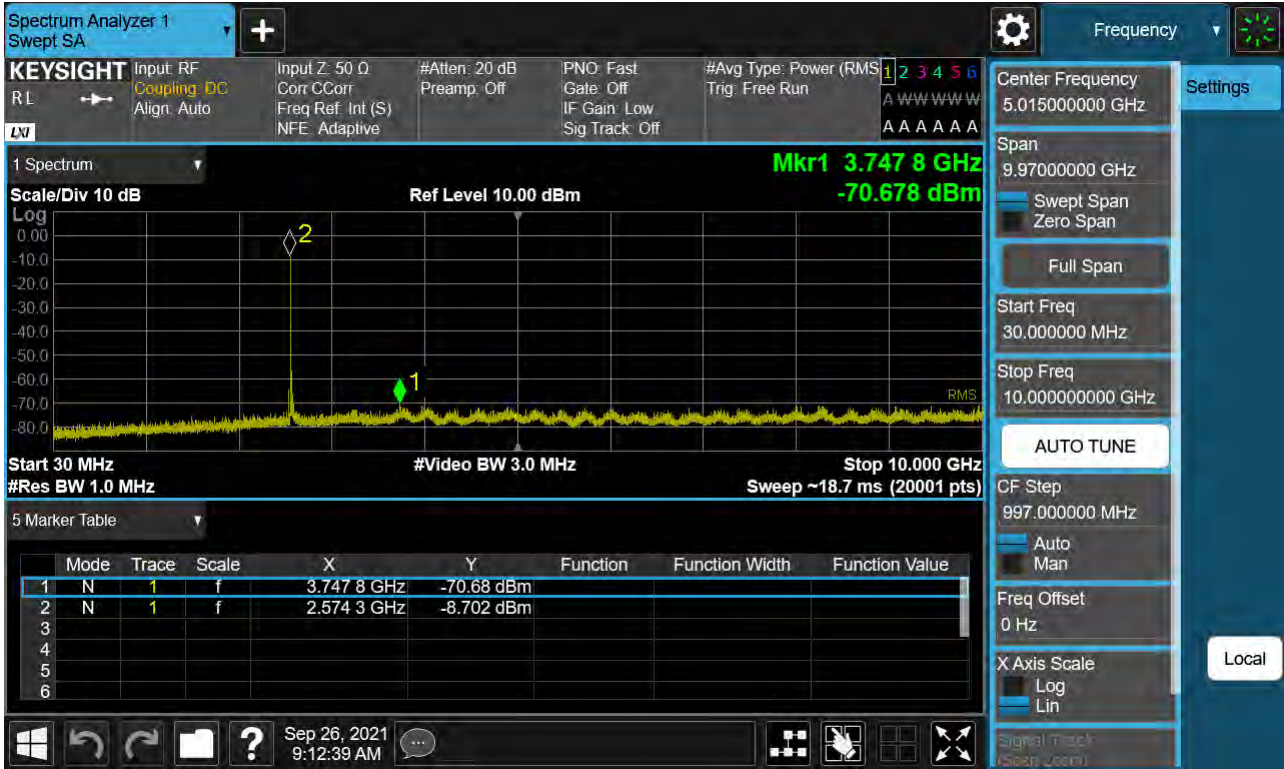 Spectrum Analyzer 1
Swept SA
Frequency
KEYSIGHT
RL
LXI
Input: RF
Coupling: DC
Align: Auto
Input Z: 50 Ω
Corr CCorr
Freq Ref: Int (S)
NFE: Adaptive
#Atten: 20 dB
Preamp: Off
PNO: Fast
Gate: Off
IF Gain: Low
Sig Track: Off
#Avg Type: Power (RMS
Trig: Free Run
1 2 3 4 5 6
A W W W W W
A A A A A A
1 Spectrum
Scale/Div 10 dB
Ref Level 10.00 dBm
Mkr1 3.747 8 GHz
-70.678 dBm
Log
0.00
-10.0
-20.0
-30.0
-40.0
-50.0
-60.0
-70.0
-80.0
2
1
RMS
Start 30 MHz
#Video BW 3.0 MHz
Stop 10.000 GHz
#Res BW 1.0 MHz
Sweep ~18.7 ms (20001 pts)
5 Marker Table
Mode Trace Scale X Y Function Function Width Function Value
1 N 1 f 3.747 8 GHz -70.68 dBm
2 N 1 f 2.574 3 GHz -8.702 dBm
3
4
5
6
Sep 26, 2021
9:12:39 AM
Center Frequency
5.015000000 GHz
Settings
Span
9.97000000 GHz
Swept Span
Zero Span
Full Span
Start Freq
30.000000 MHz
Stop Freq
10.000000000 GHz
AUTO TUNE
CF Step
997.000000 MHz
Auto
Man
Freq Offset
0 Hz
X Axis Scale
Log
Lin
Local
Signal Track
(Span Zoom)